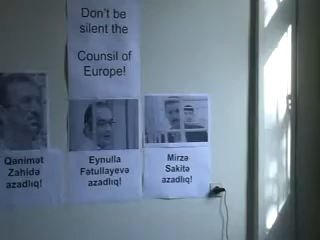 Don't be
silent the
Counsil of
Europe!
Qənimət
Zahidə
azadlıq!
Eynulla
Fətullayevə
azadlıq!
Mirzə
Sakitə
azadlıq!